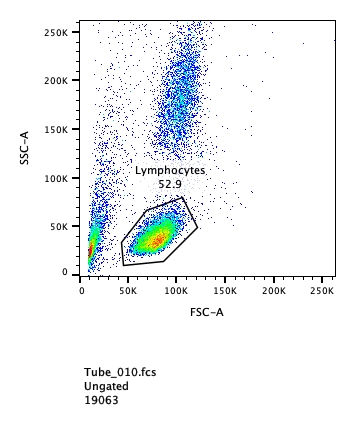 250K
200K
150K
100K
50K
0
SSC-A
Lymphocytes
52.9
0 50K 100K 150K 200K 250K
FSC-A
Tube_010.fcs
Ungated
19063